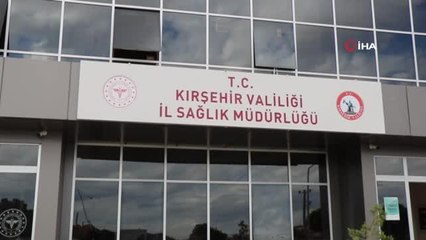 İHA
T.C.
KIRŞEHİR VALİLİĞİ
İL SAĞLIK MÜDÜRLÜĞÜ